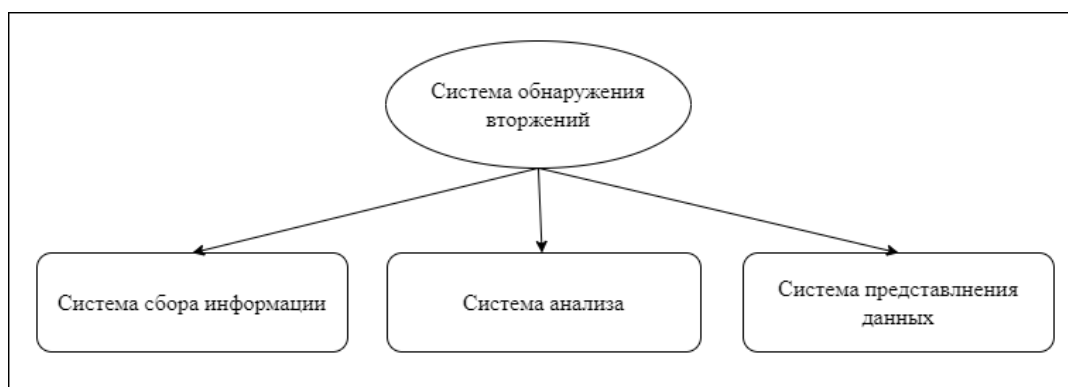 Система обнаружения
вторжений
Система сбора информации
Система анализа
Система представлнения
данных